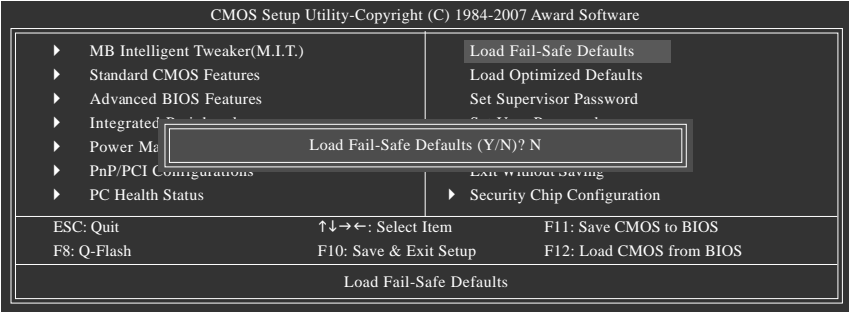 CMOS Setup Utility-Copyright (C) 1984-2007 Award Software
MB Intelligent Tweaker(M.I.T.)
Standard CMOS Features
Advanced BIOS Features
Integrated
Power Ma
PnP/PCI Configurations
PC Health Status
Load Fail-Safe Defaults
Load Optimized Defaults
Set Supervisor Password
Exit Without Saving
Security Chip Configuration
Load Fail-Safe Defaults (Y/N)? N
ESC: Quit ↑↓→←: Select Item F11: Save CMOS to BIOS
F8: Q-Flash F10: Save & Exit Setup F12: Load CMOS from BIOS
Load Fail-Safe Defaults